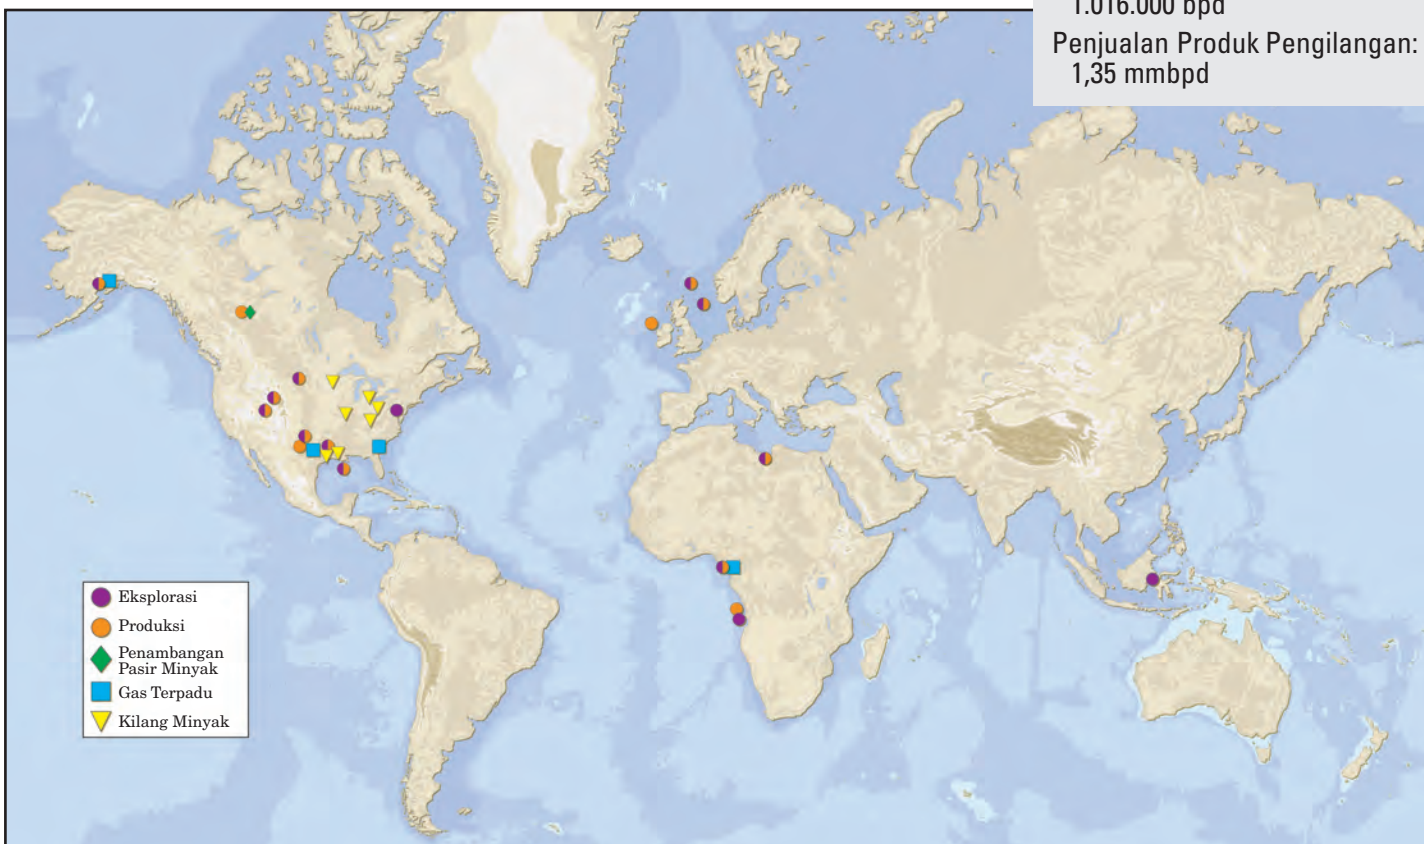 1.016.000 bpd
Penjualan Produk Pengilangan:
1,35 mmbpd
Eksplorasi
Produksi
Penambangan
Pasir Minyak
Gas Terpadu
Kilang Minyak